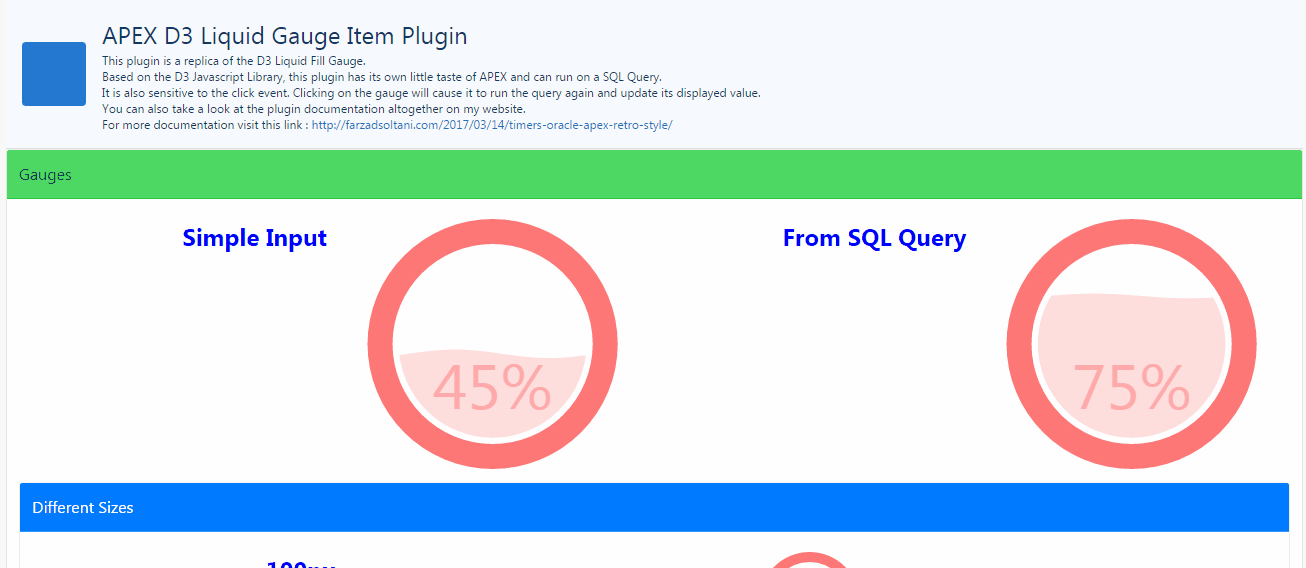 APEX D3 Liquid Gauge Item Plugin
This plugin is a replica of the D3 Liquid Fill Gauge.
Based on the D3 Javascript Library, this plugin has its own little taste of APEX and can run on a SQL Query.
It is also sensitive to the click event. Clicking on the gauge will cause it to run the query again and update its displayed value.
You can also take a look at the plugin documentation altogether on my website.
For more documentation visit this link : http://farzadsoltani.com/2017/03/14/timers-oracle-apex-retro-style/
Gauges
Simple Input
45%
From SQL Query
75%
Different Sizes